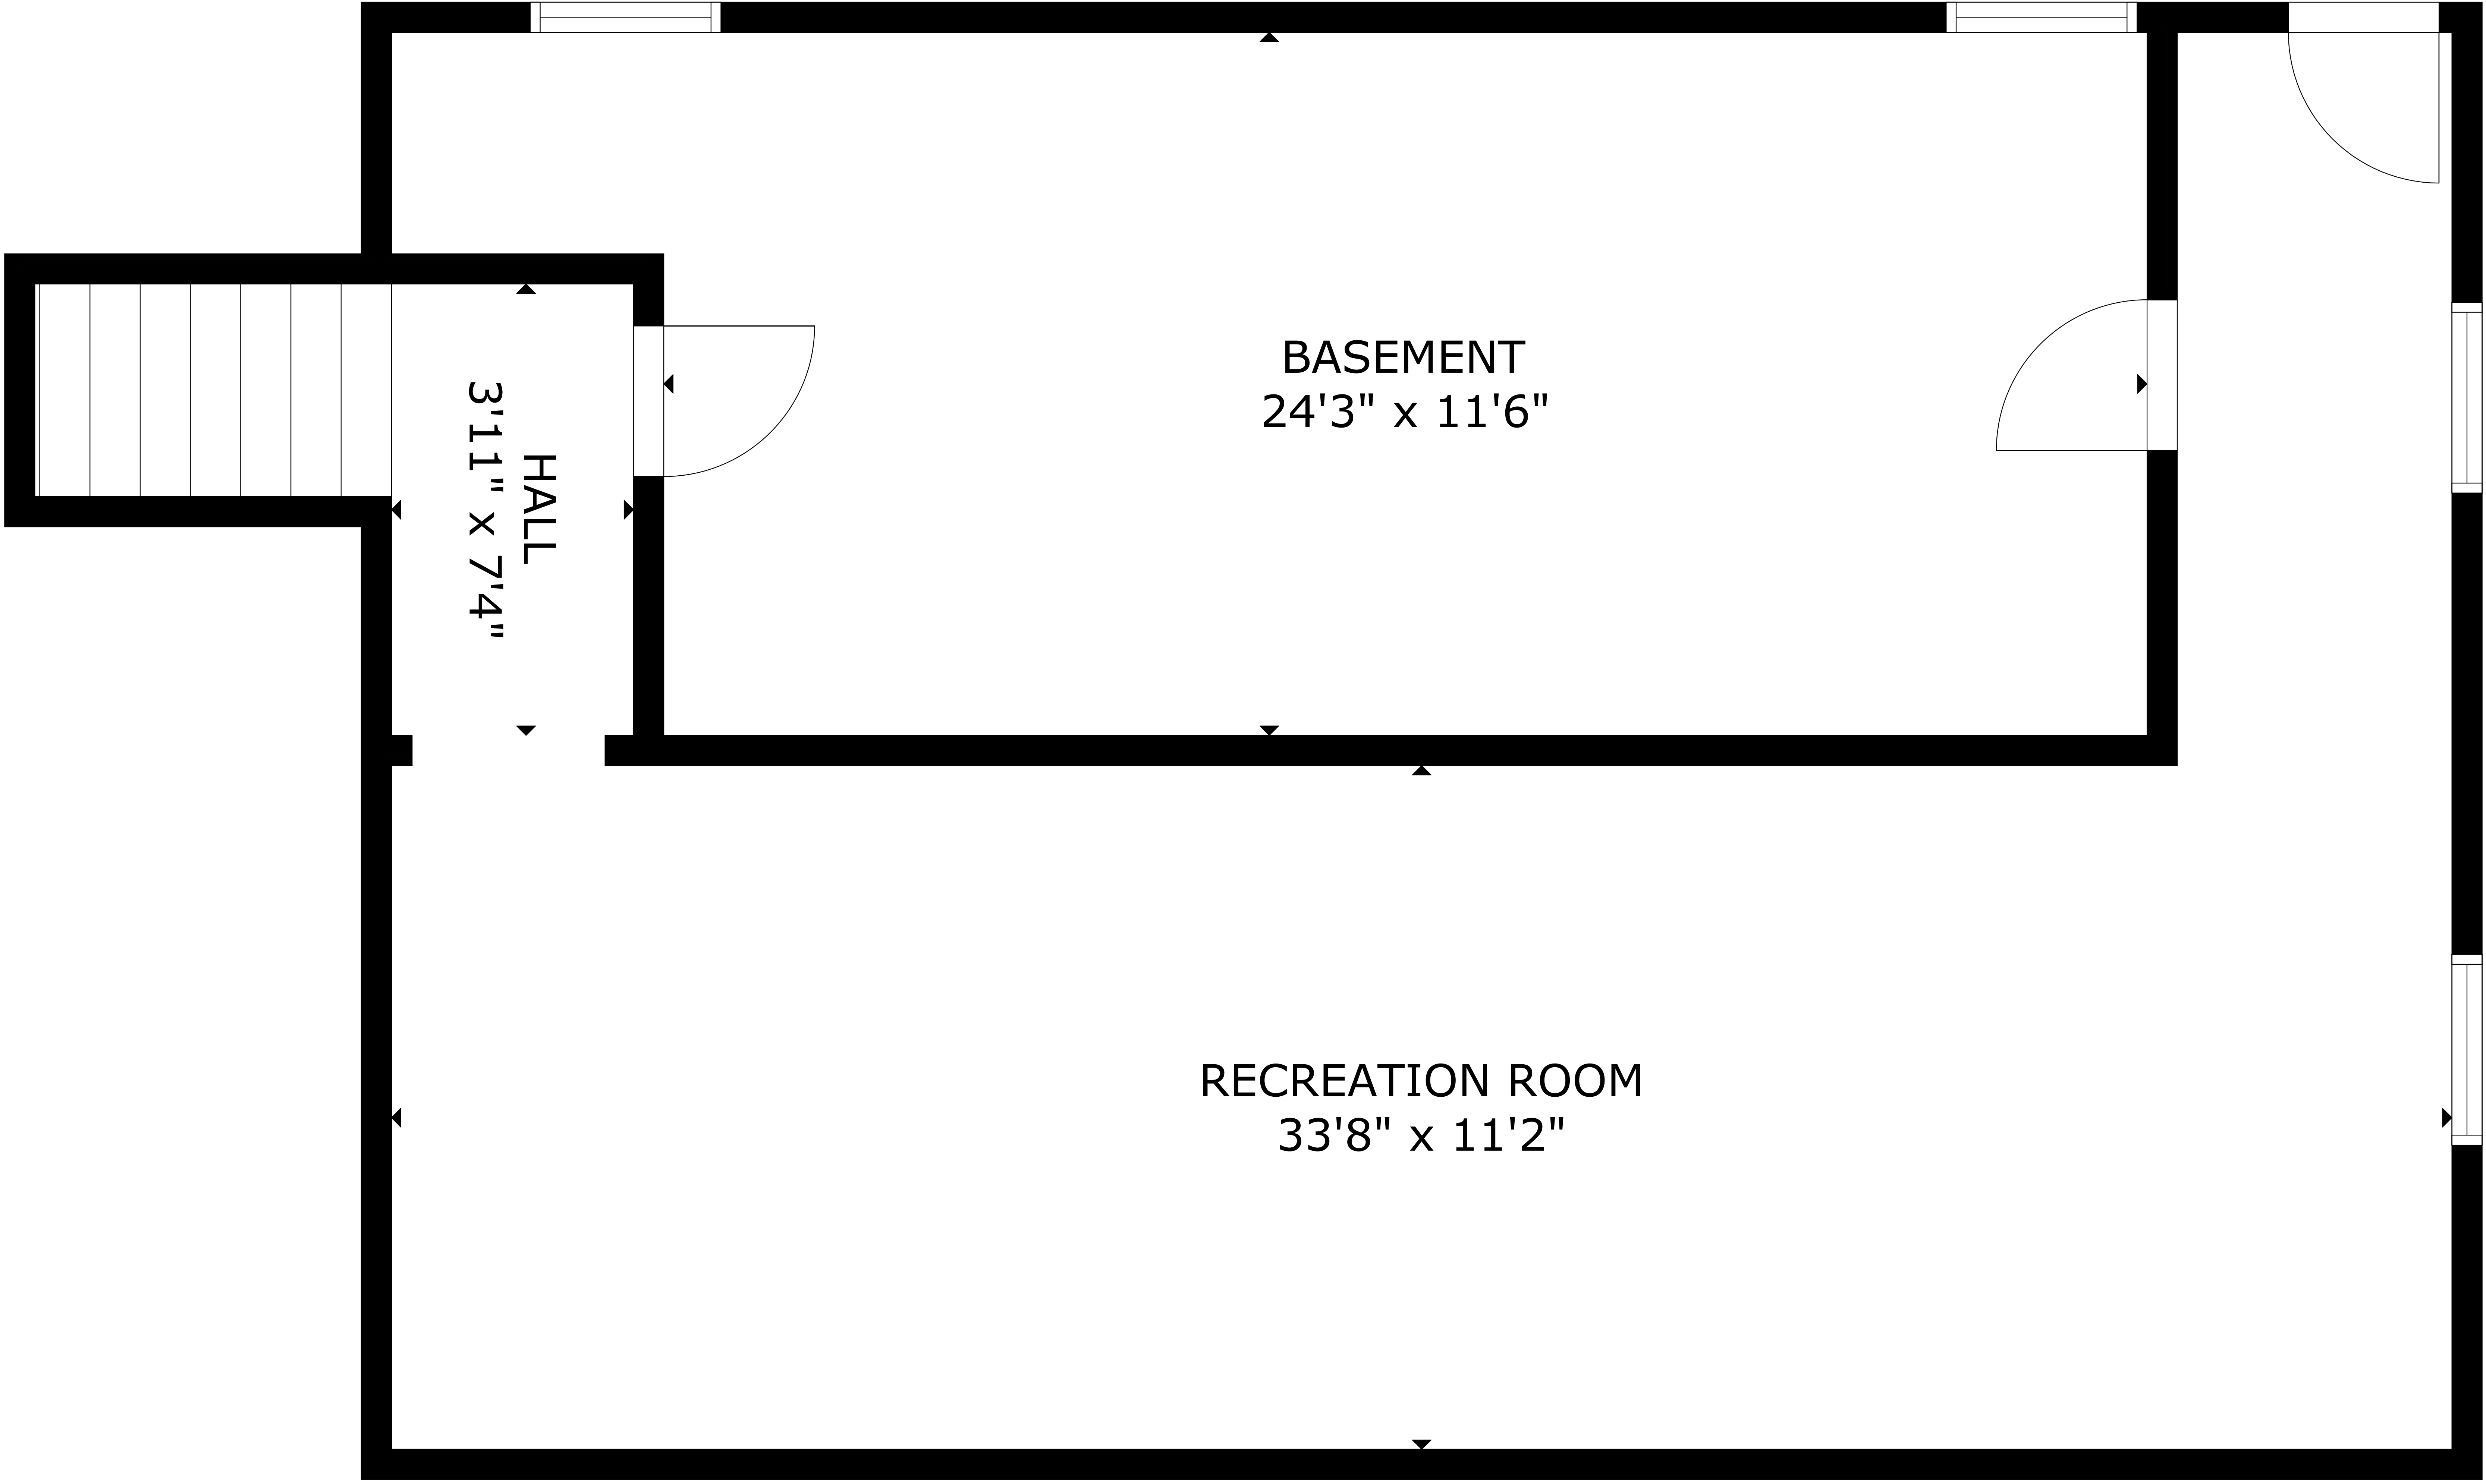 BASEMENT
24'3" x 11'6"
HALL
3'11" x 7'4"
RECREATION ROOM
33'8" x 11'2"